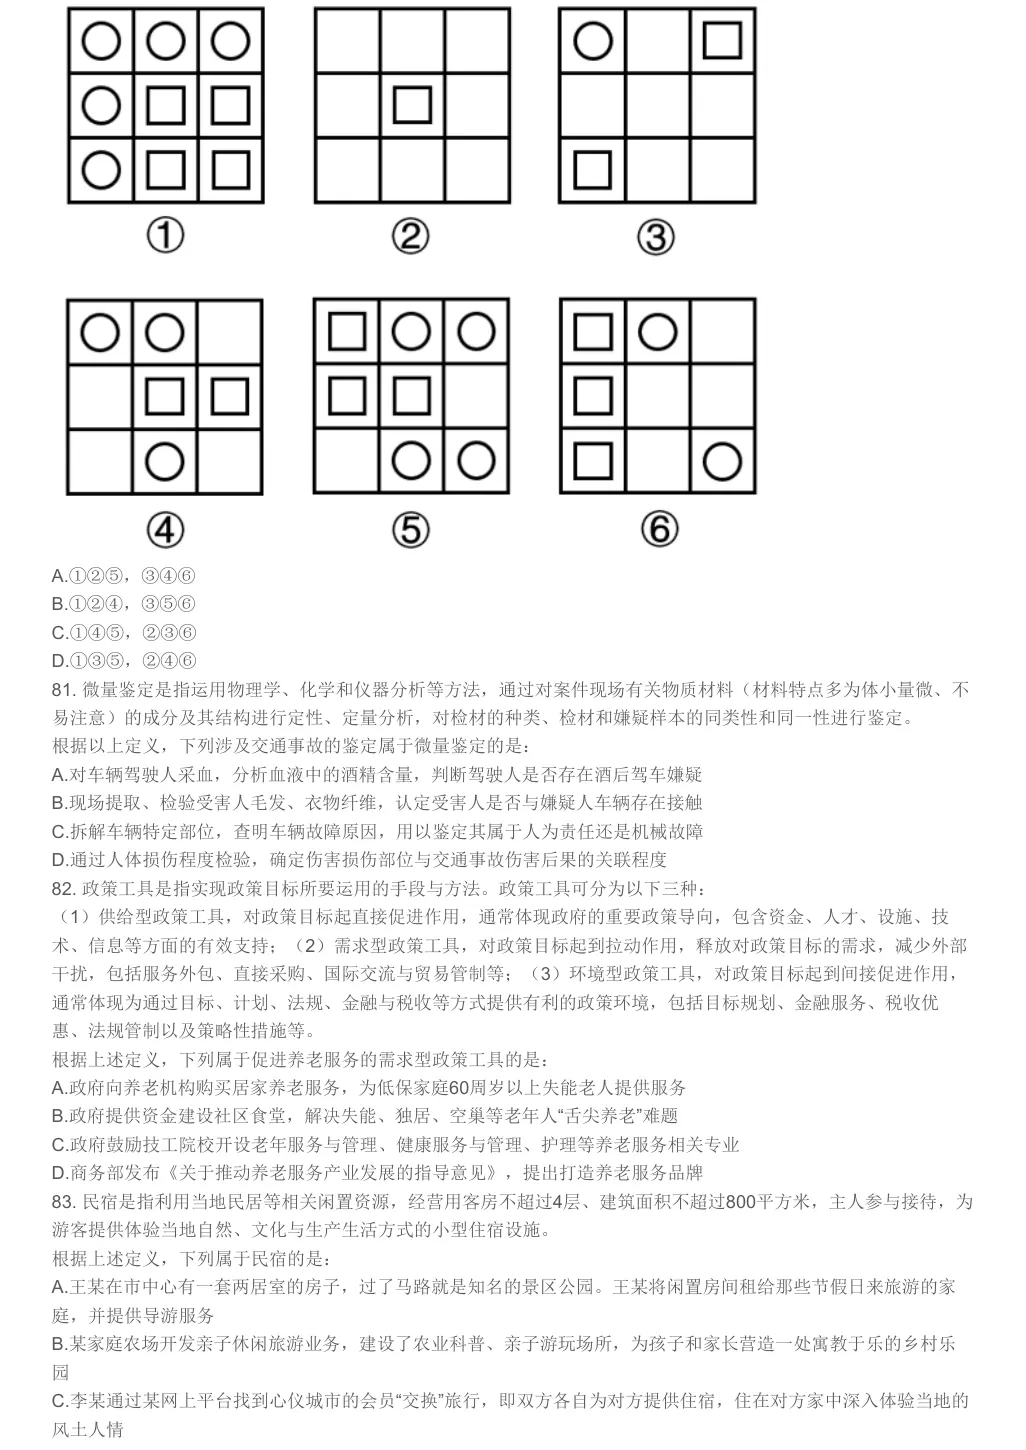 ① ② ③
④ ⑤ ⑥
A.①②⑤，③④⑥
B.①②④，③⑤⑥
C.①④⑤，②③⑥
D.①③⑤，②④⑥
81. 微量鉴定是指运用物理学、化学和仪器分析等方法，通过对案件现场有关物质材料（材料特点多为体小量微、不
易注意）的成分及其结构进行定性、定量分析，对检材的种类、检材和嫌疑样本的同类性和同一性进行鉴定。
根据以上定义，下列涉及交通事故的鉴定属于微量鉴定的是：
A.对车辆驾驶人采血，分析血液中的酒精含量，判断驾驶人是否存在酒后驾车嫌疑
B.现场提取、检验受害人毛发、衣物纤维，认定受害人是否与嫌疑人车辆存在接触
C.拆解车辆特定部位，查明车辆故障原因，用以鉴定其属于人为责任还是机械故障
D.通过人体损伤程度检验，确定伤害损伤部位与交通事故伤害后果的关联程度
82. 政策工具是指实现政策目标所要运用的手段与方法。政策工具可分为以下三种：
（1）供给型政策工具，对政策目标起直接促进作用，通常体现政府的重要政策导向，包含资金、人才、设施、技
术、信息等方面的有效支持；（2）需求型政策工具，对政策目标起到拉动作用，释放对政策目标的需求，减少外部
干扰，包括服务外包、直接采购、国际交流与贸易管制等；（3）环境型政策工具，对政策目标起到间接促进作用，
通常体现为通过目标、计划、法规、金融与税收等方式提供有利的政策环境，包括目标规划、金融服务、税收优
惠、法规管制以及策略性措施等。
根据上述定义，下列属于促进养老服务的需求型政策工具的是：
A.政府向养老机构购买居家养老服务，为低保家庭60周岁以上失能老人提供服务
B.政府提供资金建设社区食堂，解决失能、独居、空巢等老年人“舌尖养老”难题
C.政府鼓励技工院校开设老年服务与管理、健康服务与管理、护理等养老服务相关专业
D.商务部发布《关于推动养老服务产业发展的指导意见》，提出打造养老服务品牌
83. 民宿是指利用当地民居等相关闲置资源，经营用客房不超过4层、建筑面积不超过800平方米，主人参与接待，为
游客提供体验当地自然、文化与生产生活方式的小型住宿设施。
根据上述定义，下列属于民宿的是：
A.王某在市中心有一套两居室的房子，过了马路就是知名的景区公园。王某将闲置房间租给那些节假日来旅游的家
庭，并提供导游服务
B.某家庭农场开发亲子休闲旅游业务，建设了农业科普、亲子游玩场所，为孩子和家长营造一处寓教于乐的乡村乐
园
C.李某通过某网上平台找到心仪城市的会员“交换”旅行，即双方各自为对方提供住宿，住在对方家中深入体验当地的
风土人情